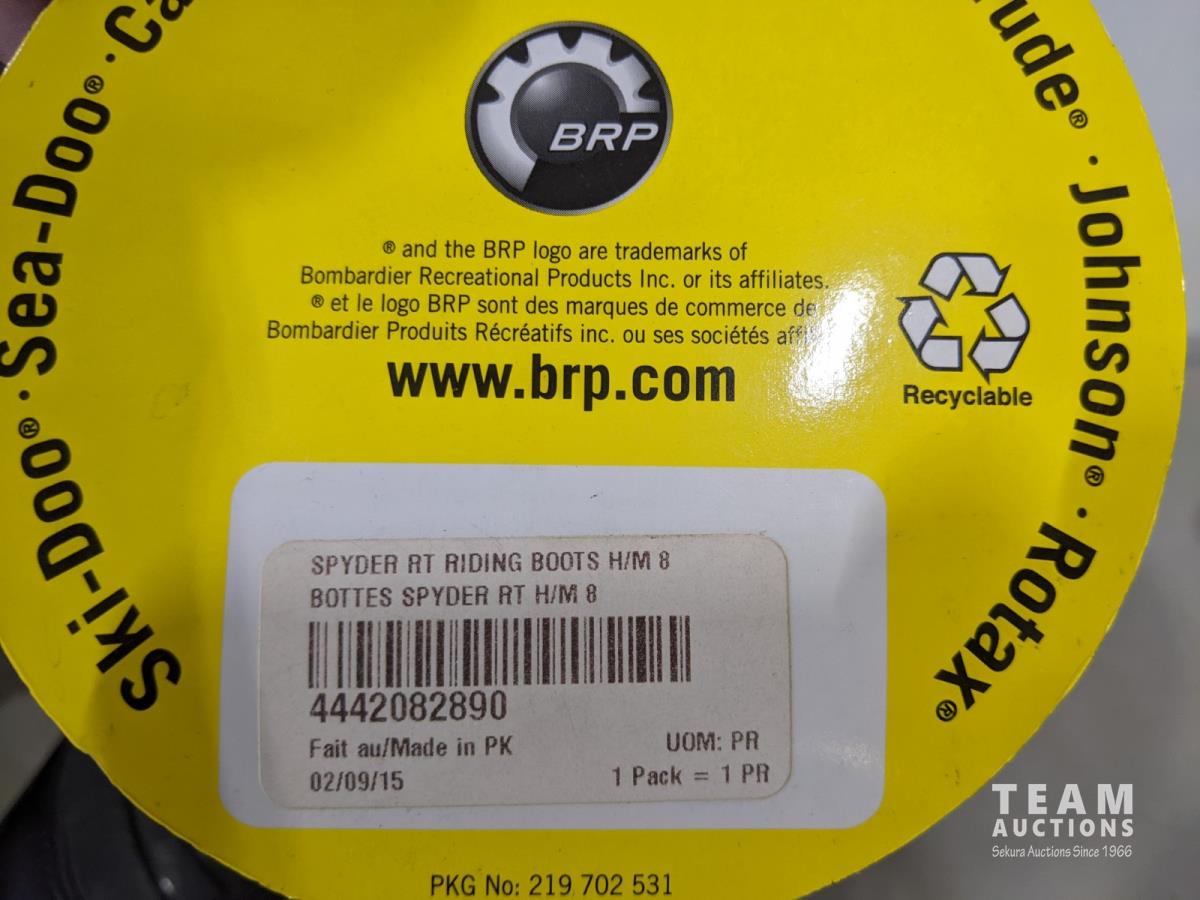 Ski-Doo® · Sea-Doo® ·
® · Johnson® · Rotax®
BRP
® and the BRP logo are trademarks of
Bombardier Recreational Products Inc. or its affiliates.
® et le logo BRP sont des marques de commerce de
Bombardier Produits Récréatifs inc. ou ses sociétés
www.brp.com
Recyclable
SPYDER RT RIDING BOOTS H/M 8
BOTTES SPYDER RT H/M 8
4442082890
Fait au/Made in PK
UOM: PR
02/09/15
1 Pack = 1 PR
PKG No: 219 702 531
TEAM
AUCTIONS
Sekura Auctions Since 1966